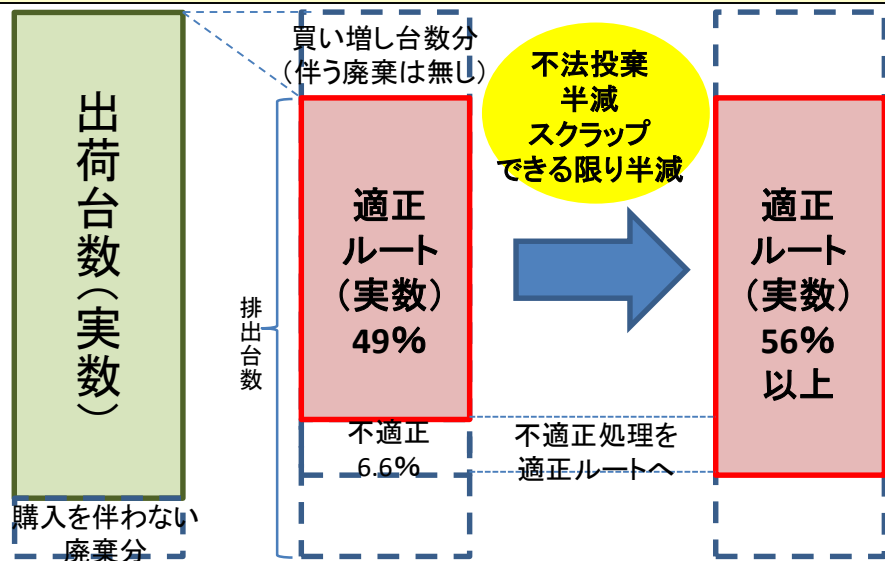 出荷台数(実数)
購入を伴わない
廃棄分
買い増し台数分
(伴う廃棄は無し)
排出台数
適正
ルート
(実数)
49%
不適正
6.6%
不法投棄
半減
スクラップ
できる限り半減
不適正処理を
適正ルートへ
適正
ルート
(実数)
56%
以上